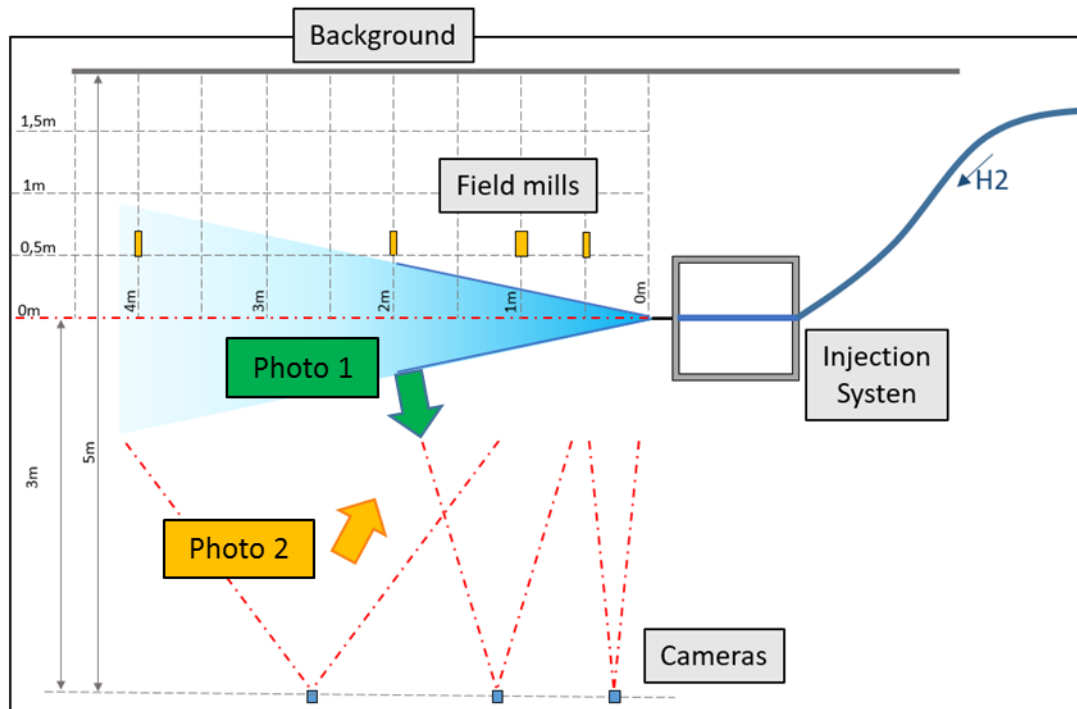 Background
1,5m
1m
Field mills
H2
0,5m
4m
3m
2m
1m
0m
0m
Photo 1
Injection
Systen
5m
3m
Photo 2
Cameras